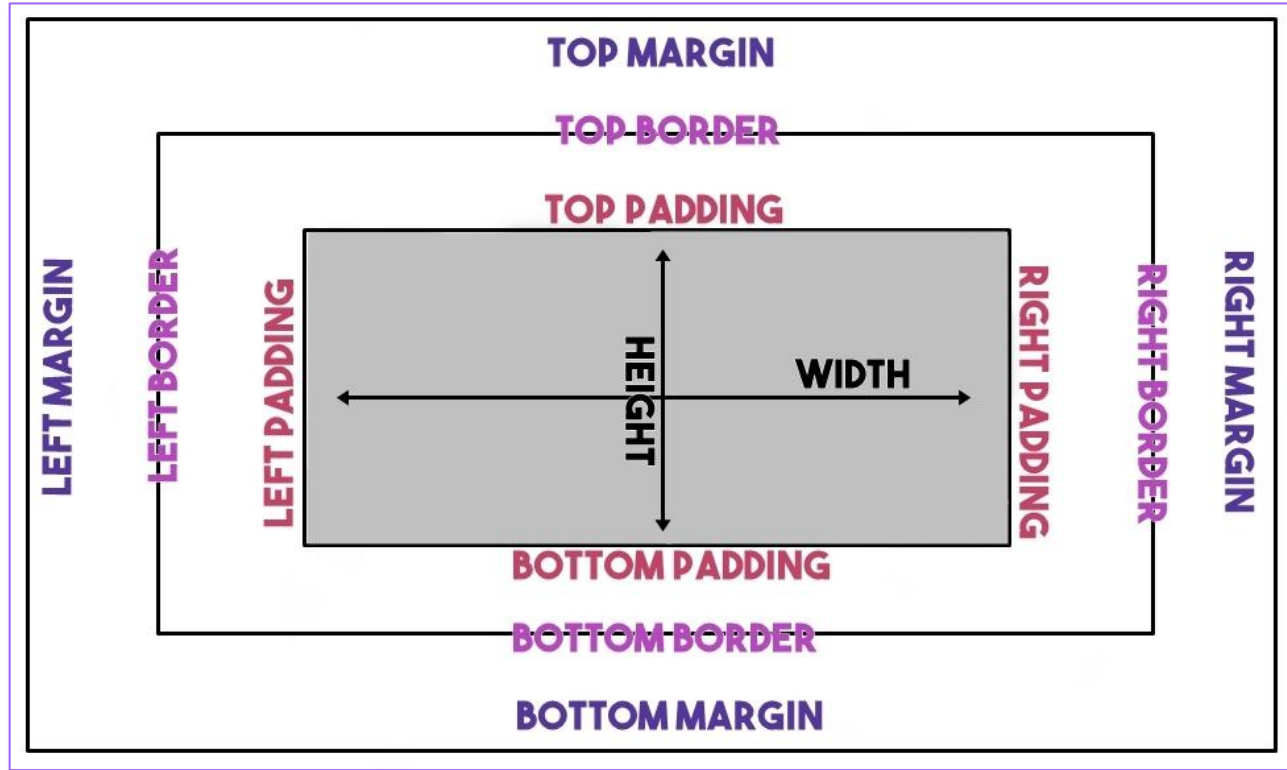 TOP MARGIN
TOP BORDER
TOP PADDING
LEFT MARGIN
LEFT BORDER
LEFT PADDING
HEIGHT
WIDTH
RIGHT PADDING
RIGHT BORDER
RIGHT MARGIN
BOTTOM PADDING
BOTTOM BORDER
BOTTOM MARGIN